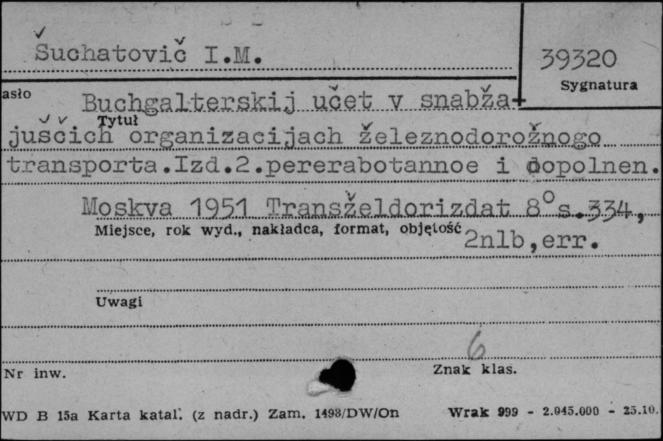 Šuchatovič I.M.
39320
Sygnatura
asło
Buchgalterskij učet v snabža-
Tytuł
juščich organizacijach železnodorožnogo
transporta.Izd.2.pererabotannoe i dopolnen.
Moskva 1951 Transželdorizdat 8° s.334,
Miejsce, rok wyd., nakładca, format, objętość
2nlb,err.
Uwagi
6
Nr inw.
Znak klas.
WD B 15a Karta katal. (z nadr.) Zam. 1498/DW/On
Wrak 999 - 2.045.000 - 25.10.